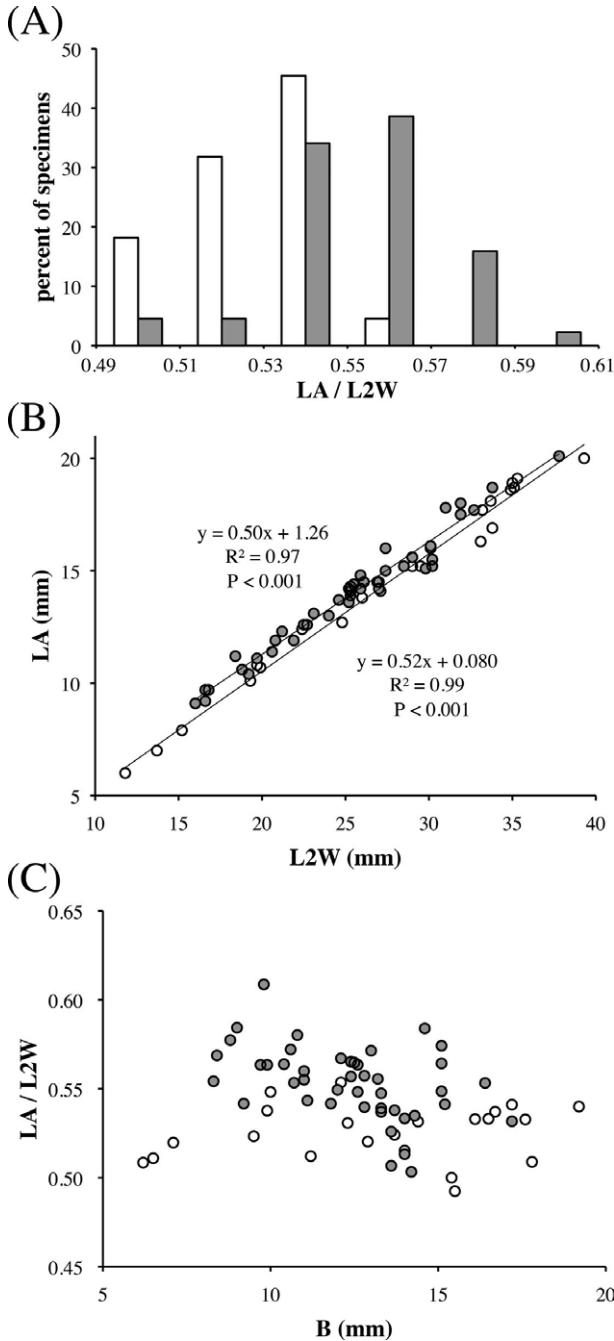 (A)
50
40
30
20
10
0
percent of specimens
0.49 0.51 0.53 0.55 0.57 0.59 0.61
LA / L2W
(B)
20
15
10
5
LA (mm)
y = 0.50x + 1.26
R² = 0.97
P < 0.001
y = 0.52x + 0.080
R² = 0.99
P < 0.001
10 15 20 25 30 35 40
L2W (mm)
(C)
0.65
0.60
0.55
0.50
0.45
LA / L2W
5 10 15 20
B (mm)